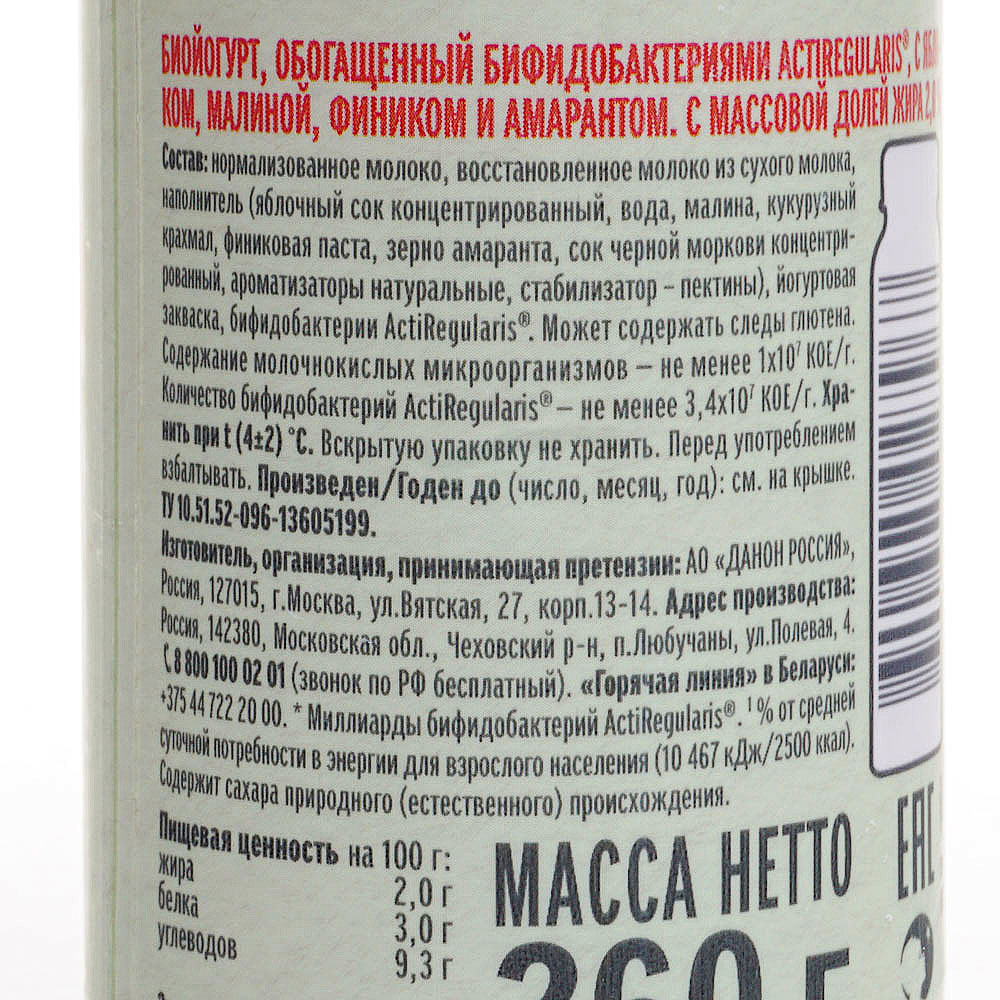 БИОЙОГУРТ, ОБОГАЩЕННЫЙ БИФИДОБАКТЕРИЯМИ ACTIREGULARIS®, С
КОМ, МАЛИНОЙ, ФИНИКОМ И АМАРАНТОМ. С МАССОВОЙ ДОЛЕЙ ЖИРА 2,0
Состав: нормализованное молоко, восстановленное молоко из сухого молока,
наполнитель (яблочный сок концентрированный, вода, малина, кукурузный
крахмал, финиковая паста, зерно амаранта, сок черной моркови концентри-
рованный, ароматизаторы натуральные, стабилизатор – пектины), йогуртовая
закваска, бифидобактерии ActiRegularis®. Может содержать следы глютена.
Содержание молочнокислых микроорганизмов – не менее 1x10⁷ КОЕ/г.
Количество бифидобактерий ActiRegularis® – не менее 3,4x10⁷ КОЕ/г. Хра-
нить при t (4±2) °С. Вскрытую упаковку не хранить. Перед употреблением
взбалтывать. Произведен/Годен до (число, месяц, год): см. на крышке.
ТУ 10.51.52-096-13605199.
Изготовитель, организация, принимающая претензии: АО «ДАНОН РОССИЯ»,
Россия, 127015, г.Москва, ул.Вятская, 27, корп.13-14. Адрес производства:
Россия, 142380, Московская обл., Чеховский р-н, п.Любучаны, ул.Полевая, 4.
8 800 100 02 01 (звонок по РФ бесплатный). «Горячая линия» в Беларуси:
+375 44 722 20 00. * Миллиарды бифидобактерий ActiRegularis®. ¹ % от средней
суточной потребности в энергии для взрослого населения (10 467 кДж/2500 ккал).
Содержит сахара природного (естественного) происхождения.
Пищевая ценность на 100 г:
жира 2,0 г
белка 3,0 г
углеводов 9,3 г
МАССА НЕТТО
360 г
ЕАС